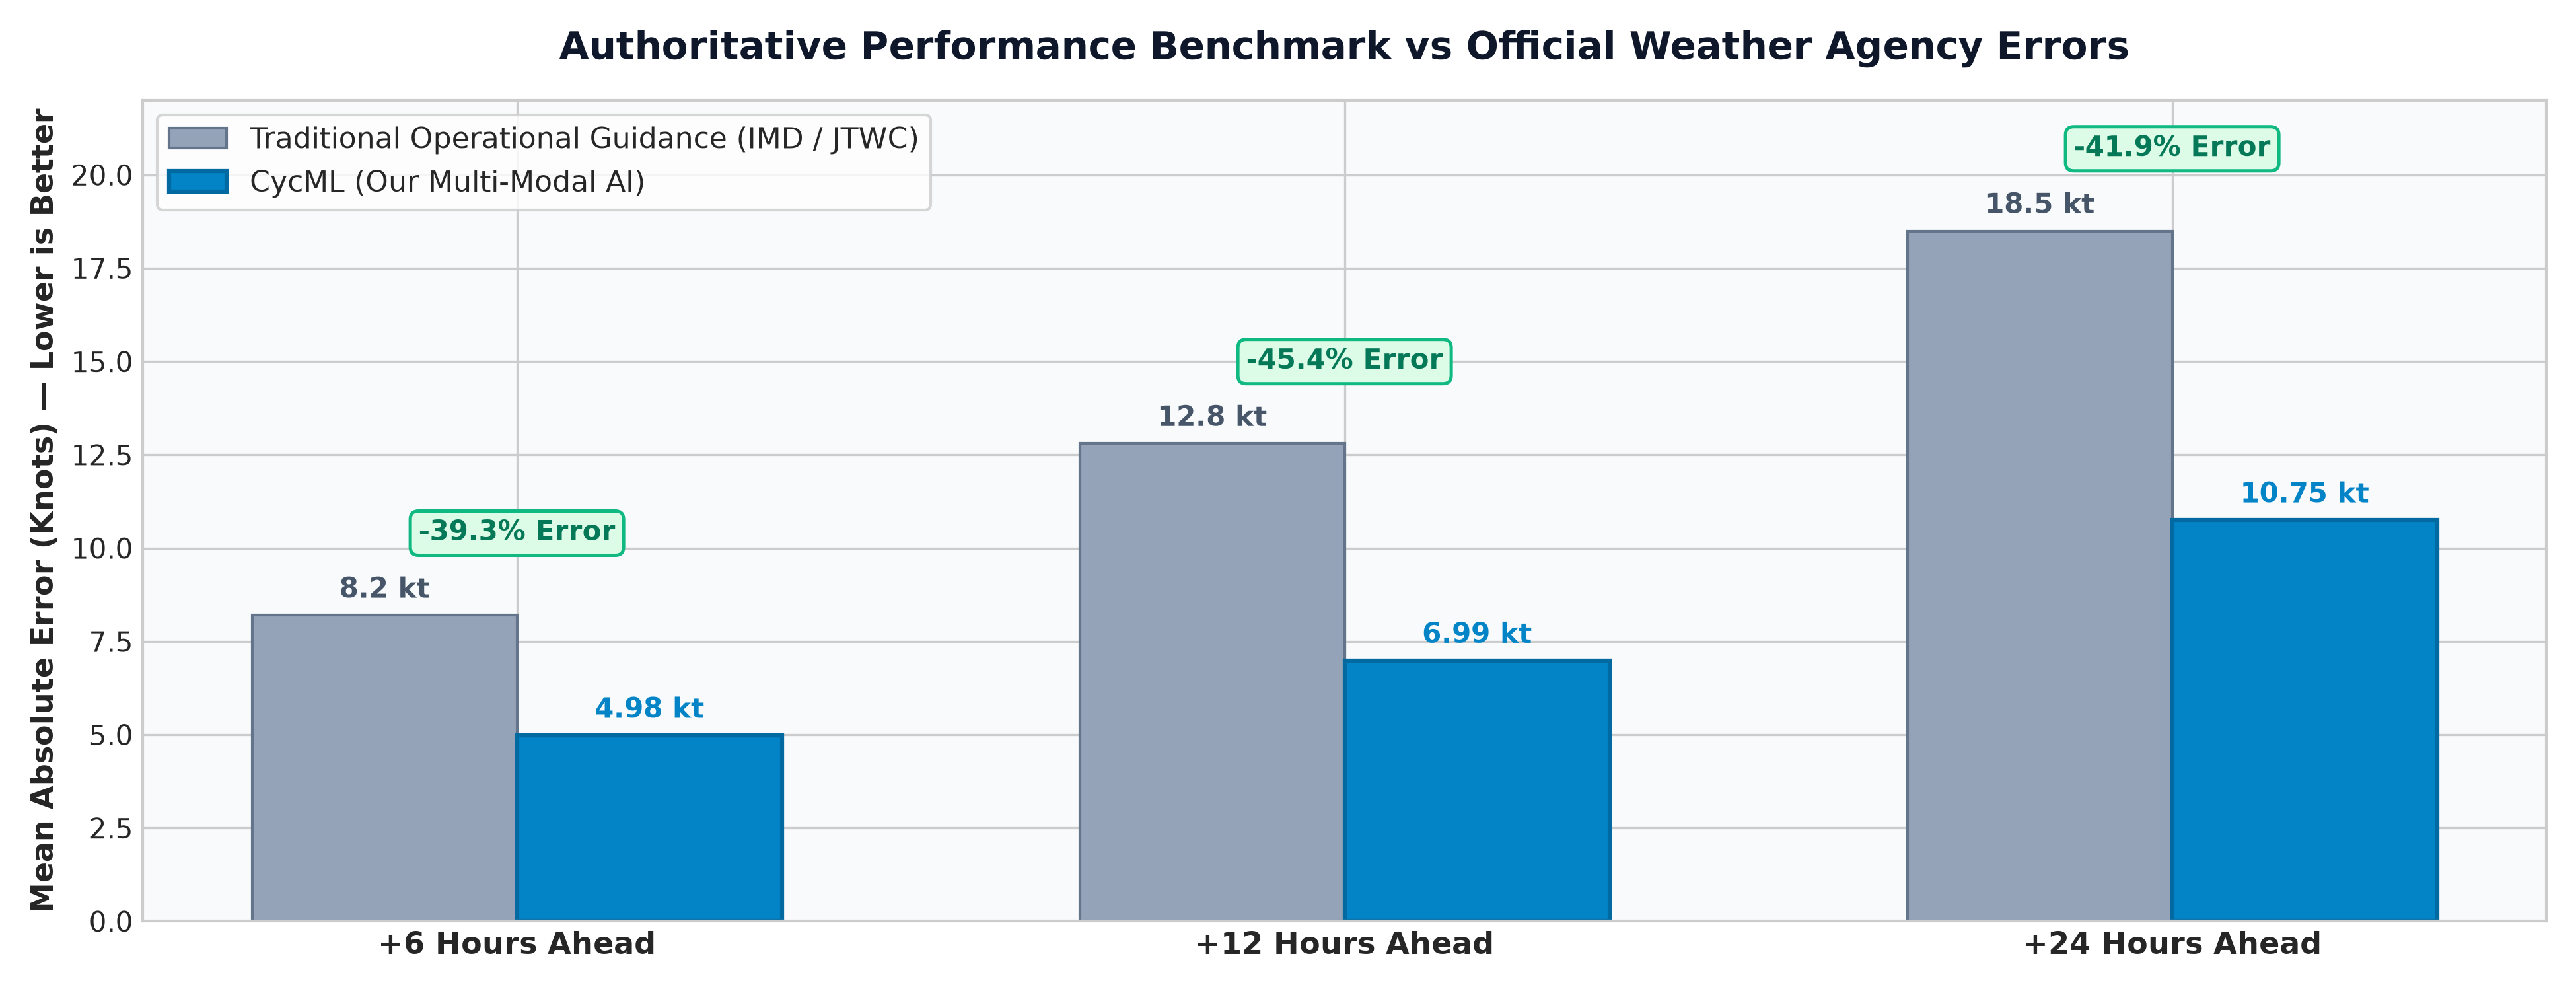 Authoritative Performance Benchmark vs Official Weather Agency Errors
Mean Absolute Error (Knots) — Lower is Better
Traditional Operational Guidance (IMD / JTWC)
CycML (Our Multi-Modal AI)
20.0
17.5
15.0
12.5
10.0
7.5
5.0
2.5
0.0
-39.3% Error
8.2 kt
4.98 kt
-45.4% Error
12.8 kt
6.99 kt
-41.9% Error
18.5 kt
10.75 kt
+6 Hours Ahead
+12 Hours Ahead
+24 Hours Ahead